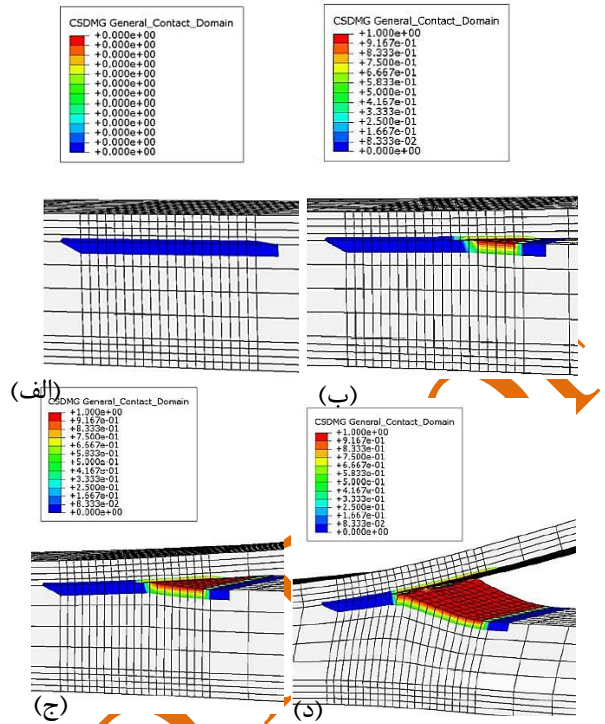 CSDMG General_Contact_Domain
+0.000e+00
+0.000e+00
+0.000e+00
+0.000e+00
+0.000e+00
+0.000e+00
+0.000e+00
+0.000e+00
+0.000e+00
+0.000e+00
+0.000e+00
+0.000e+00
+0.000e+00
CSDMG General_Contact_Domain
+1.000e+00
+9.167e-01
+8.333e-01
+7.500e-01
+6.667e-01
+5.833e-01
+5.000e-01
+4.167e-01
+3.333e-01
+2.500e-01
+1.667e-01
+8.333e-02
+0.000e+00
(الف)
(ب)
CSDMG General_Contact_Domain
+1.000e+00
+9.167e-01
+8.333e-01
+7.500e-01
+6.667e-01
+5.833e-01
+5.000e-01
+4.167e-01
+3.333e-01
+2.500e-01
+1.667e-01
+8.333e-02
+0.000e+00
CSDMG General_Contact_Domain
+1.000e+00
+9.167e-01
+8.333e-01
+7.500e-01
+6.667e-01
+5.833e-01
+5.000e-01
+4.167e-01
+3.333e-01
+2.500e-01
+1.667e-01
+8.333e-02
+0.000e+00
(ج)
(د)